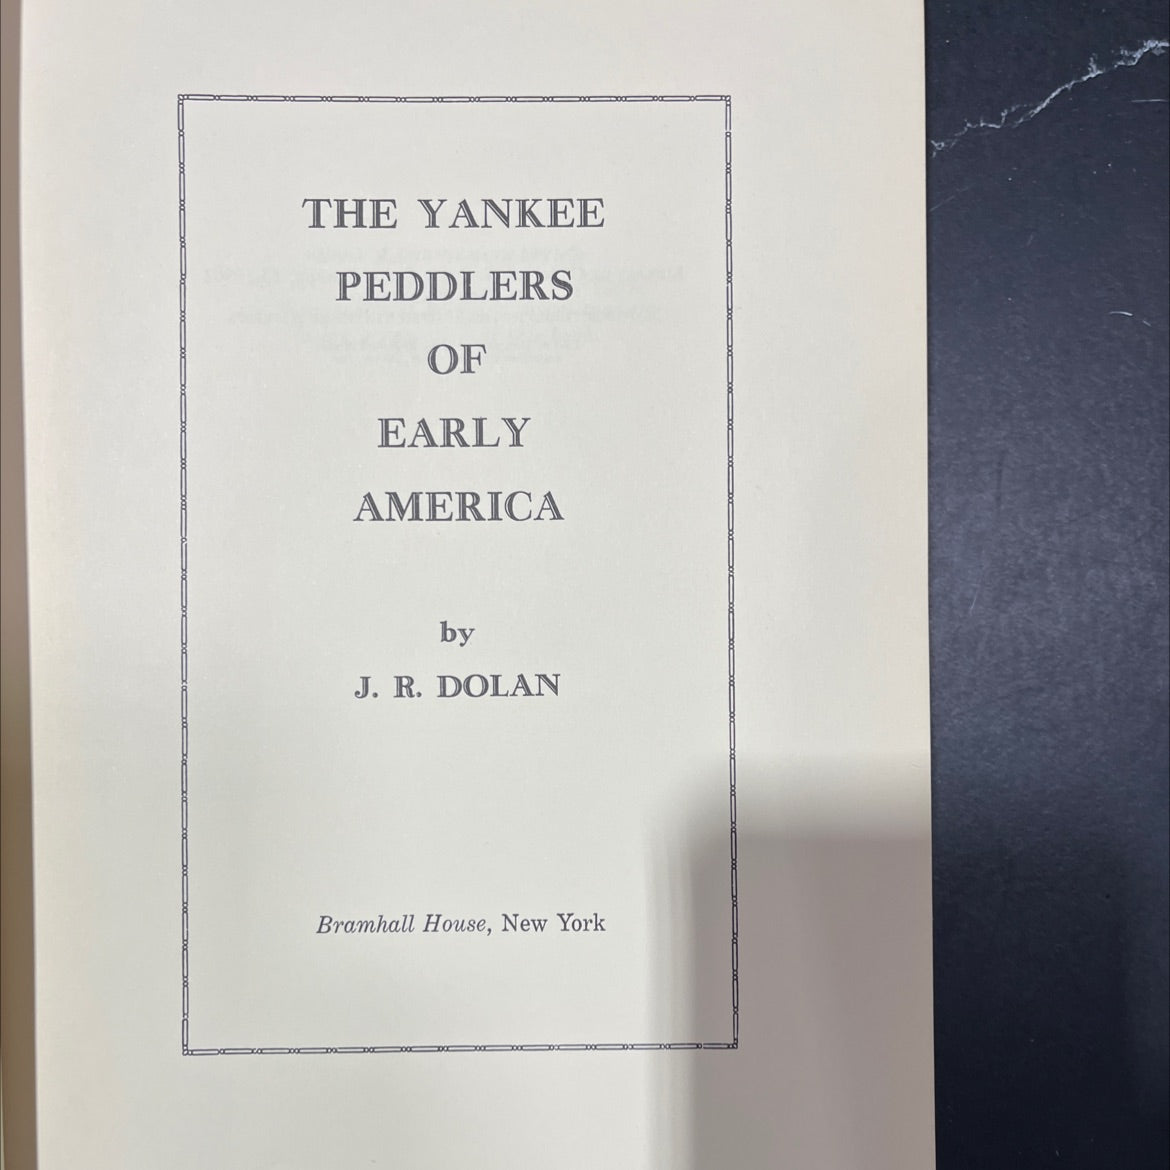 THE YANKEE
PEDDLERS
OF
EARLY
AMERICA
by
J. R. DOLAN
Bramhall House, New York